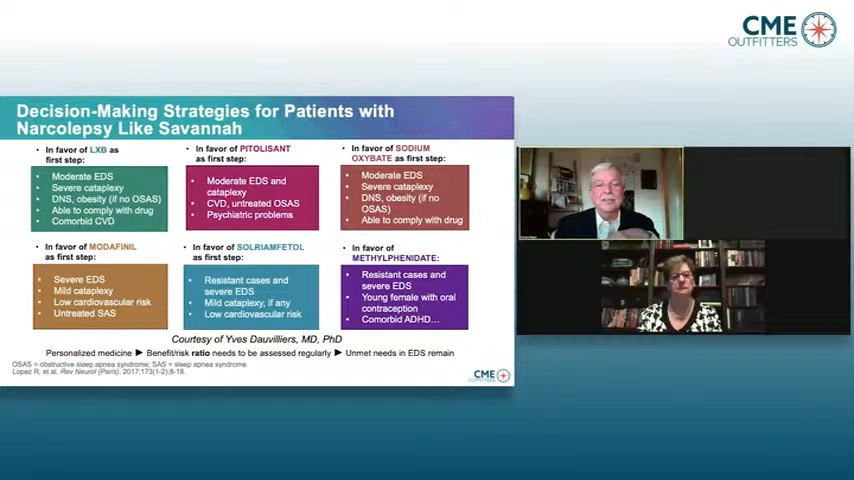 CME
OUTFITTERS
Decision-Making Strategies for Patients with
Narcolepsy Like Savannah
• In favor of LXB as
first step:
• Moderate EDS
• Severe cataplexy
• DNS, obesity (if no OSAS)
• Able to comply with drug
• Comorbid CVD
• In favor of PITOLISANT
as first step:
• Moderate EDS and
cataplexy
• CVD, untreated OSAS
• Psychiatric problems
• In favor of SODIUM
OXYBATE as first step:
• Moderate EDS
• Severe cataplexy
• DNS, obesity (if no
OSAS)
• Able to comply with drug
• In favor of MODAFINIL
as first step:
• Severe EDS
• Mild cataplexy
• Low cardiovascular risk
• Untreated SAS
• In favor of SOLRIAMFETOL
as first step:
• Resistant cases and
severe EDS
• Mild cataplexy, if any
• Low cardiovascular risk
• In favor of
METHYLPHENIDATE:
• Resistant cases and
severe EDS
• Young female with oral
contraception
• Comorbid ADHD…
Courtesy of Yves Dauvilliers, MD, PhD
Personalized medicine ► Benefit/risk ratio needs to be assessed regularly ► Unmet needs in EDS remain
OSAS = obstructive sleep apnea syndrome; SAS = sleep apnea syndrome
Lopez R, et al. Rev Neurol (Paris). 2017;173(1-2):8-18.
CME
OUTFITTERS